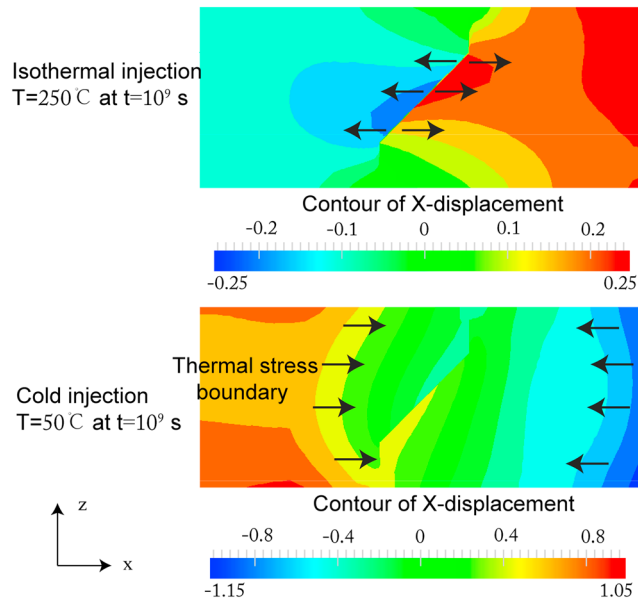 Isothermal injection
T=250℃ at t=10⁹ s
Contour of X-displacement
-0.2 -0.1 0 0.1 0.2
-0.25 0.25
Thermal stress
boundary
Cold injection
T=50℃ at t=10⁹ s
z
x
Contour of X-displacement
-0.8 -0.4 0 0.4 0.8
-1.15 1.05